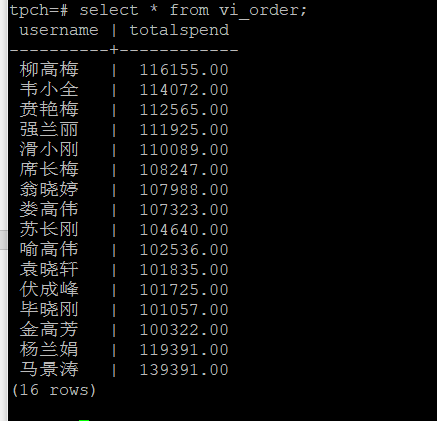 tpch=# select * from vi_order;
username | totalspend
----------+------------
柳高梅 | 116155.00
韦小全 | 114072.00
贲艳梅 | 112565.00
强兰丽 | 111925.00
滑小刚 | 110089.00
席长梅 | 108247.00
翁晓婷 | 107988.00
娄高伟 | 107323.00
苏长刚 | 104640.00
喻高伟 | 102536.00
袁晓轩 | 101835.00
伏成峰 | 101725.00
毕晓刚 | 101057.00
金高芳 | 100322.00
杨兰娟 | 119391.00
马景涛 | 139391.00
(16 rows)